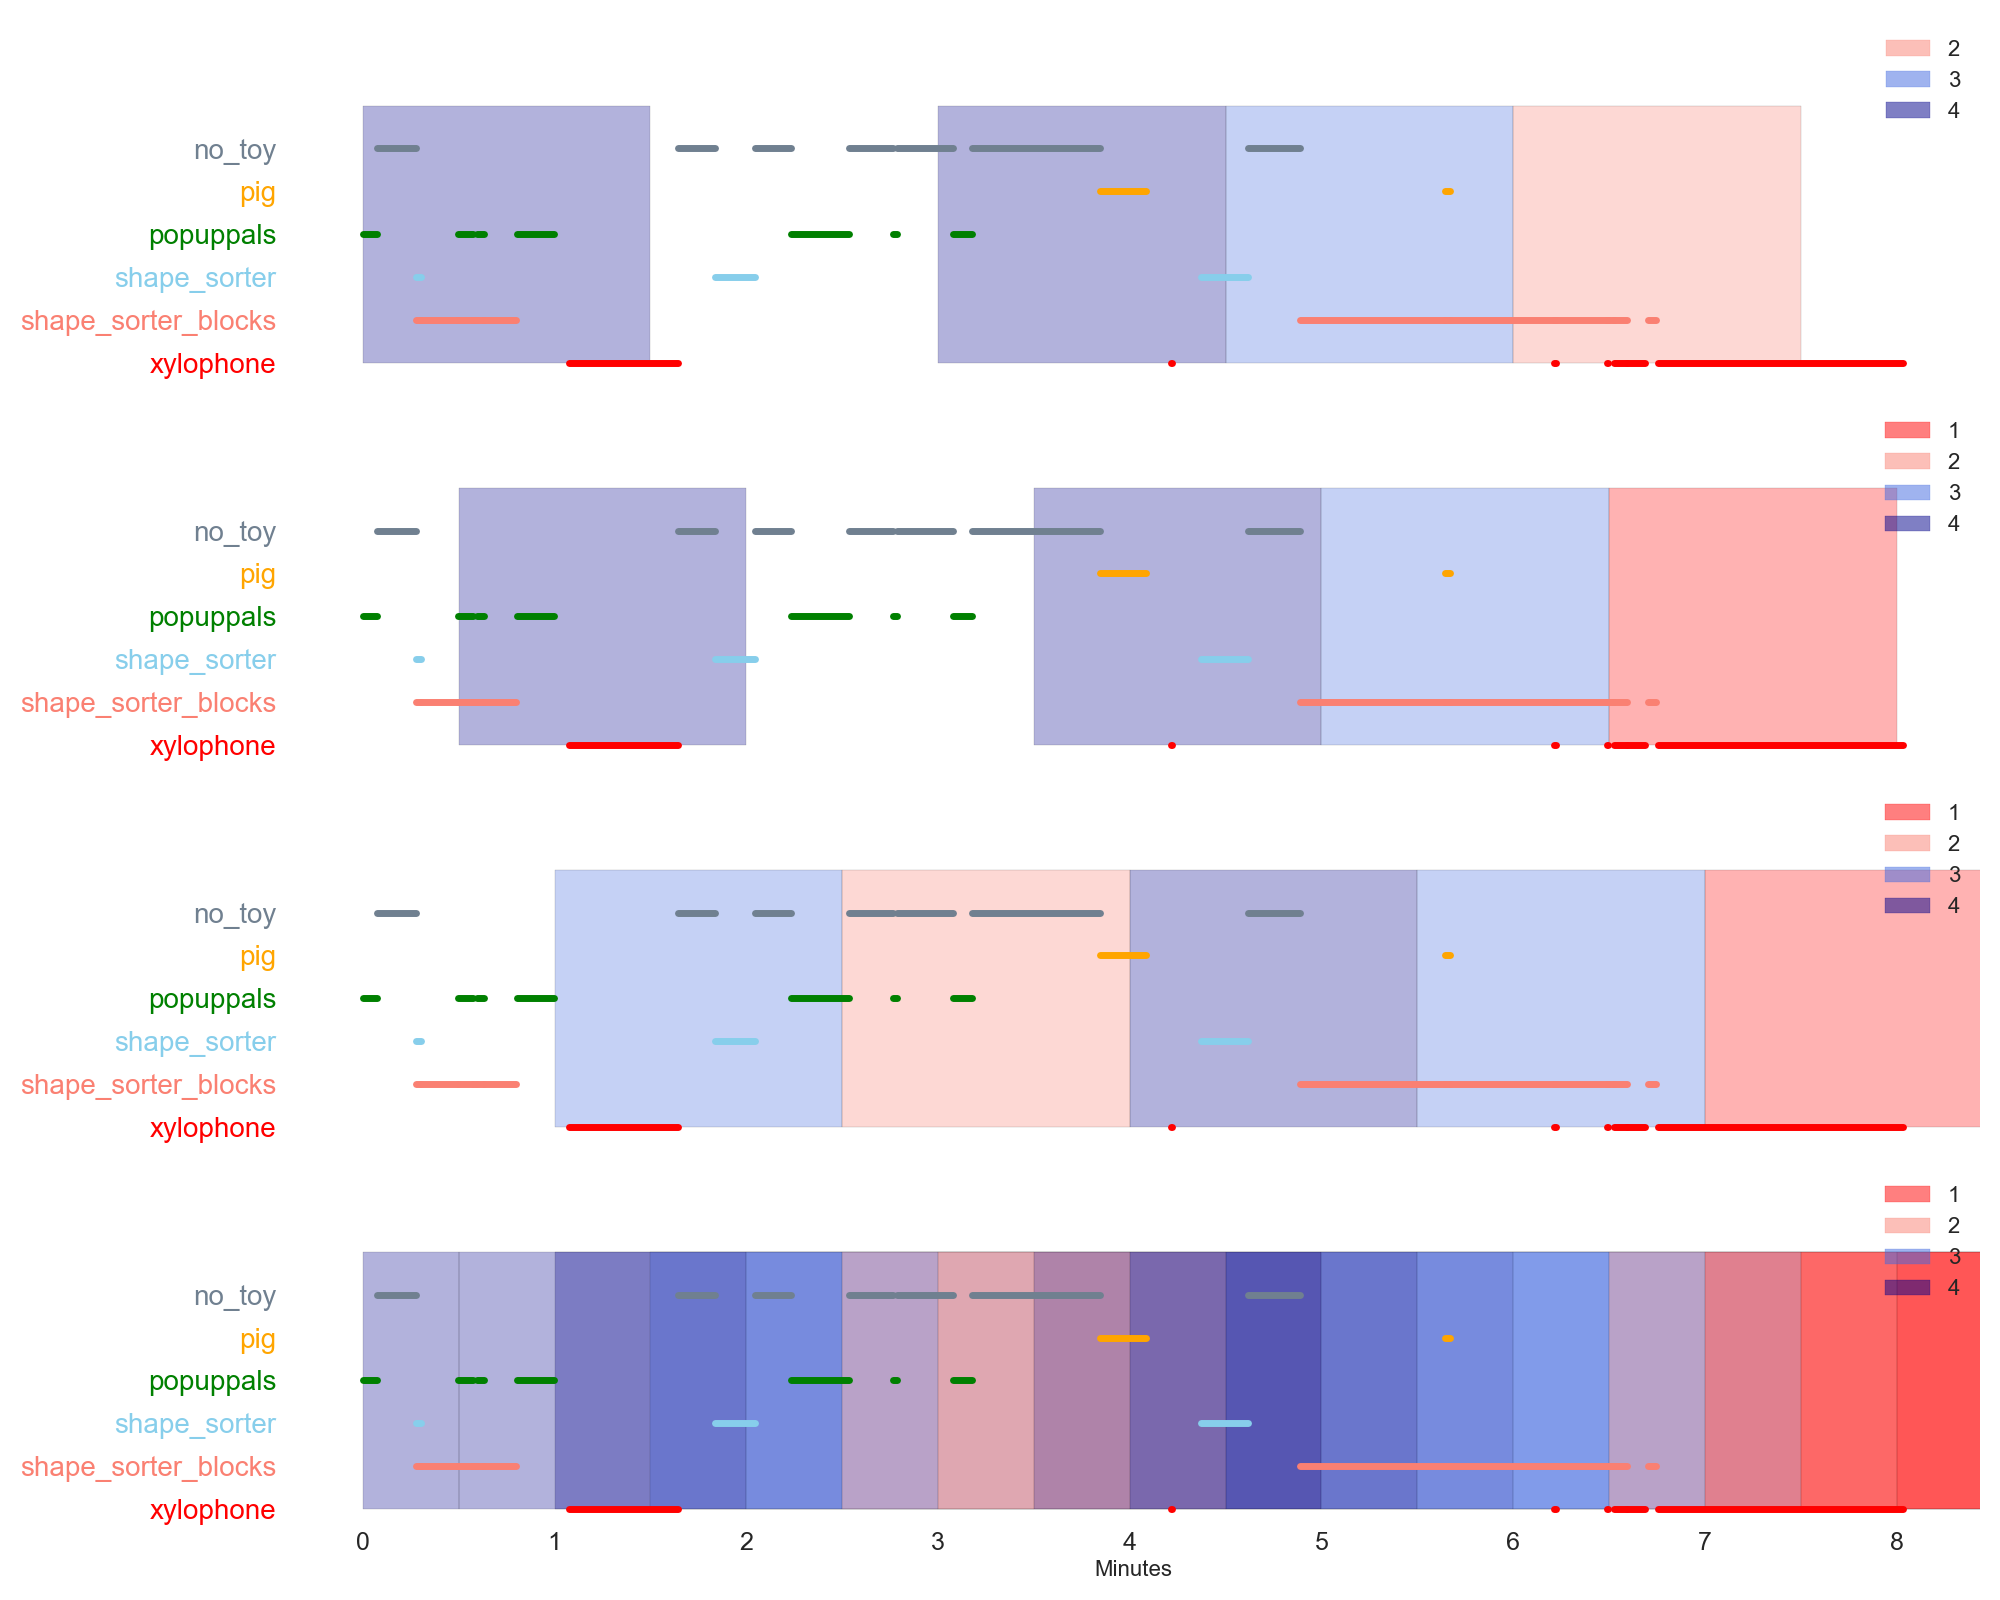 2
3
4
no_toy
pig
popuppals
shape_sorter
shape_sorter_blocks
xylophone
1
2
3
4
no_toy
pig
popuppals
shape_sorter
shape_sorter_blocks
xylophone
1
2
3
4
no_toy
pig
popuppals
shape_sorter
shape_sorter_blocks
xylophone
1
2
3
4
no_toy
pig
popuppals
shape_sorter
shape_sorter_blocks
xylophone
0 1 2 3 4 5 6 7 8
Minutes